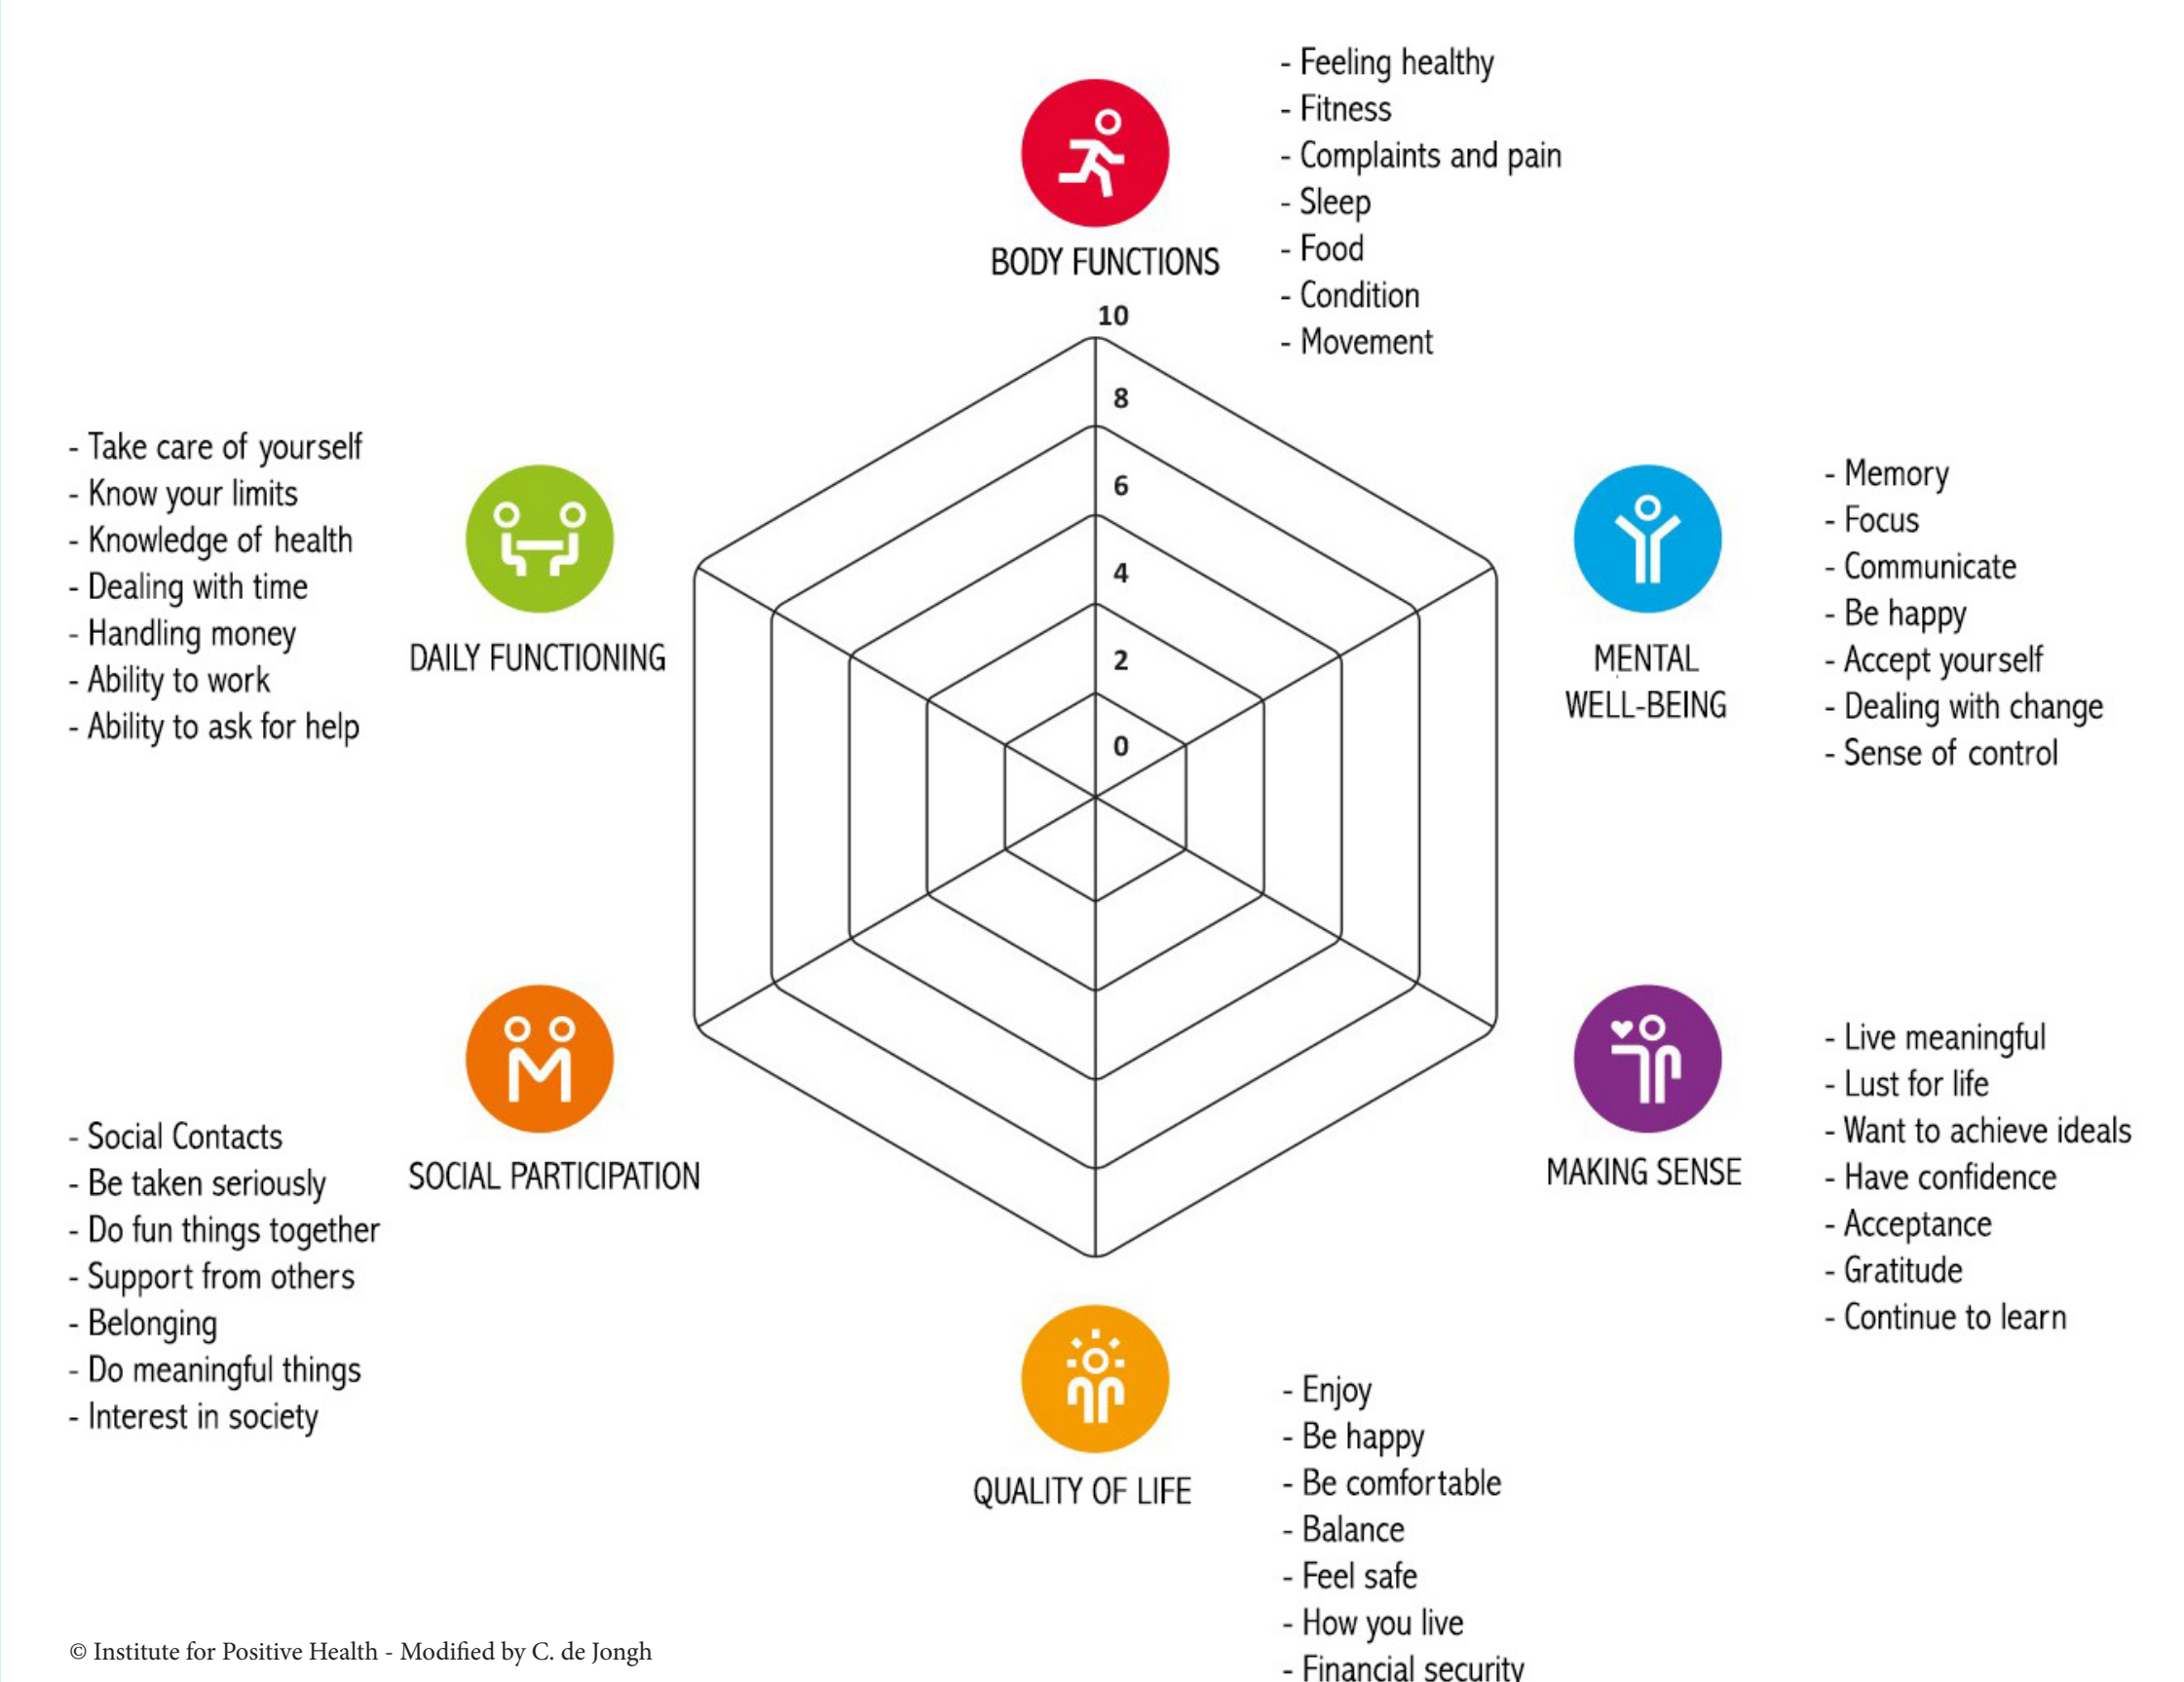 - Feeling healthy
- Fitness
- Complaints and pain
- Sleep
- Food
- Condition
- Movement
BODY FUNCTIONS
10
8
6
4
2
0
- Take care of yourself
- Know your limits
- Knowledge of health
- Dealing with time
- Handling money
- Ability to work
- Ability to ask for help
DAILY FUNCTIONING
MENTAL
WELL-BEING
- Memory
- Focus
- Communicate
- Be happy
- Accept yourself
- Dealing with change
- Sense of control
- Social Contacts
- Be taken seriously
- Do fun things together
- Support from others
- Belonging
- Do meaningful things
- Interest in society
SOCIAL PARTICIPATION
MAKING SENSE
- Live meaningful
- Lust for life
- Want to achieve ideals
- Have confidence
- Acceptance
- Gratitude
- Continue to learn
QUALITY OF LIFE
- Enjoy
- Be happy
- Be comfortable
- Balance
- Feel safe
- How you live
- Financial security
© Institute for Positive Health - Modified by C. de Jongh